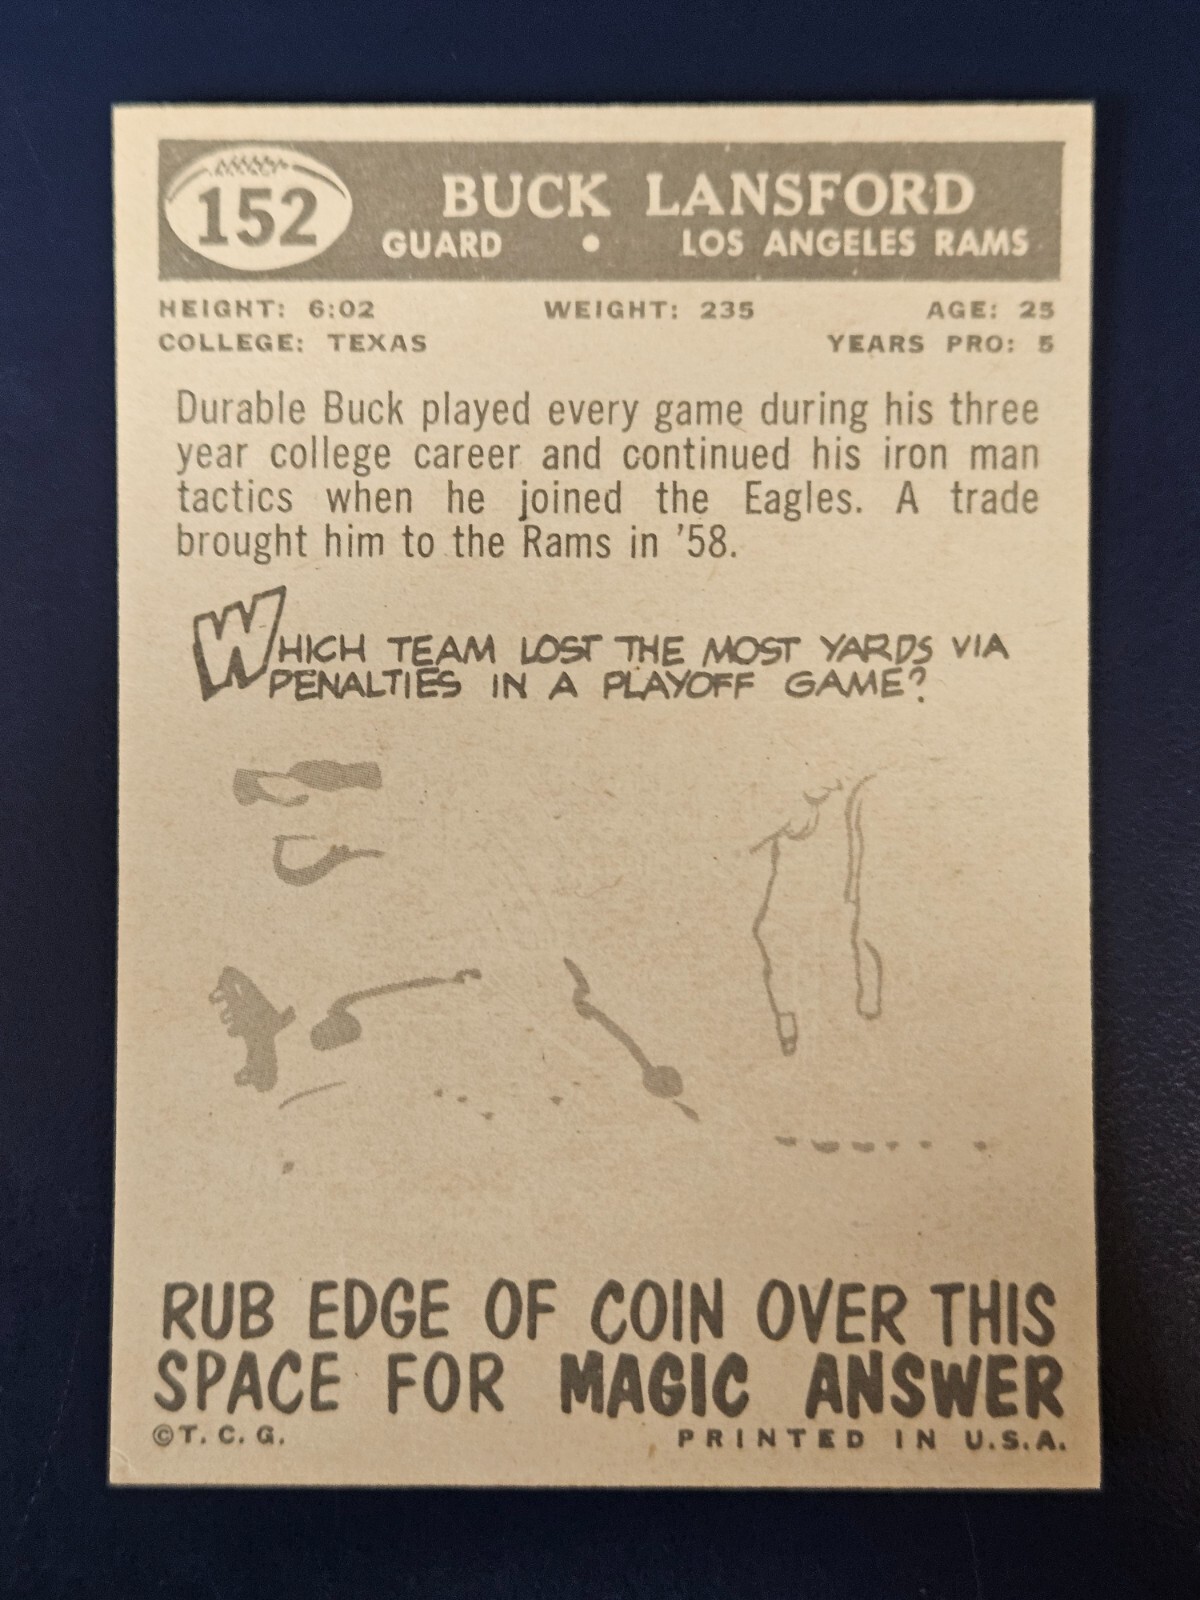 152
BUCK LANSFORD
GUARD • LOS ANGELES RAMS
HEIGHT: 6:02 WEIGHT: 235 AGE: 25
COLLEGE: TEXAS YEARS PRO: 5
Durable Buck played every game during his three
year college career and continued his iron man
tactics when he joined the Eagles. A trade
brought him to the Rams in '58.
WHICH TEAM LOST THE MOST YARDS VIA
PENALTIES IN A PLAYOFF GAME?
RUB EDGE OF COIN OVER THIS
SPACE FOR MAGIC ANSWER
©T. C. G. PRINTED IN U.S.A.